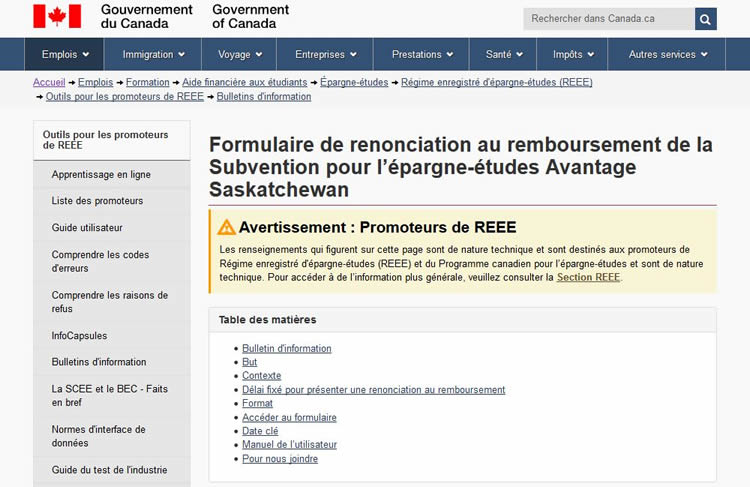 Gouvernement
du Canada
Government
of Canada
Rechercher dans Canada.ca
Emplois
Immigration
Voyage
Entreprises
Prestations
Santé
Impôts
Autres services
Accueil → Emplois → Formation → Aide financière aux étudiants → Épargne-études → Régime enregistré d'épargne-études (REEE)
→ Outils pour les promoteurs de REEE → Bulletins d'information
Outils pour les promoteurs
de REEE
Apprentissage en ligne
Liste des promoteurs
Guide utilisateur
Comprendre les codes
d'erreurs
Comprendre les raisons de
refus
InfoCapsules
Bulletins d'information
La SCEE et le BEC - Faits
en bref
Normes d'interface de
données
Guide du test de l'industrie
Formulaire de renonciation au remboursement de la
Subvention pour l’épargne-études Avantage
Saskatchewan
Avertissement : Promoteurs de REEE
Les renseignements qui figurent sur cette page sont de nature technique et sont destinés aux promoteurs de
Régime enregistré d'épargne-études (REEE) et du Programme canadien pour l’épargne-études et sont de nature
technique. Pour accéder à de l’information plus générale, veuillez consulter la Section REEE.
Table des matières
• Bulletin d'information
• But
• Contexte
• Délai fixé pour présenter une renonciation au remboursement
• Format
• Accéder au formulaire
• Date clé
• Manuel de l’utilisateur
• Pour nous joindre